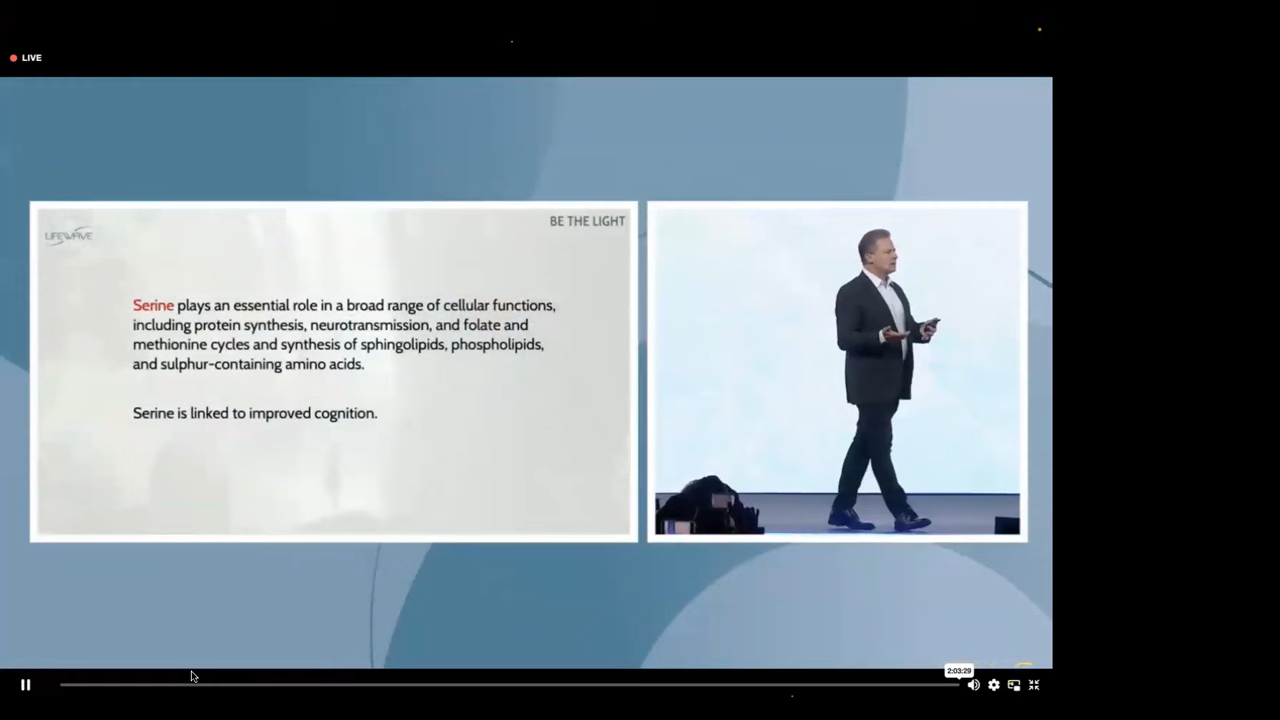 LIVE
BE THE LIGHT
LIFEWAVE
Serine plays an essential role in a broad range of cellular functions,
including protein synthesis, neurotransmission, and folate and
methionine cycles and synthesis of sphingolipids, phospholipids,
and sulphur-containing amino acids.
Serine is linked to improved cognition.
2:03:29